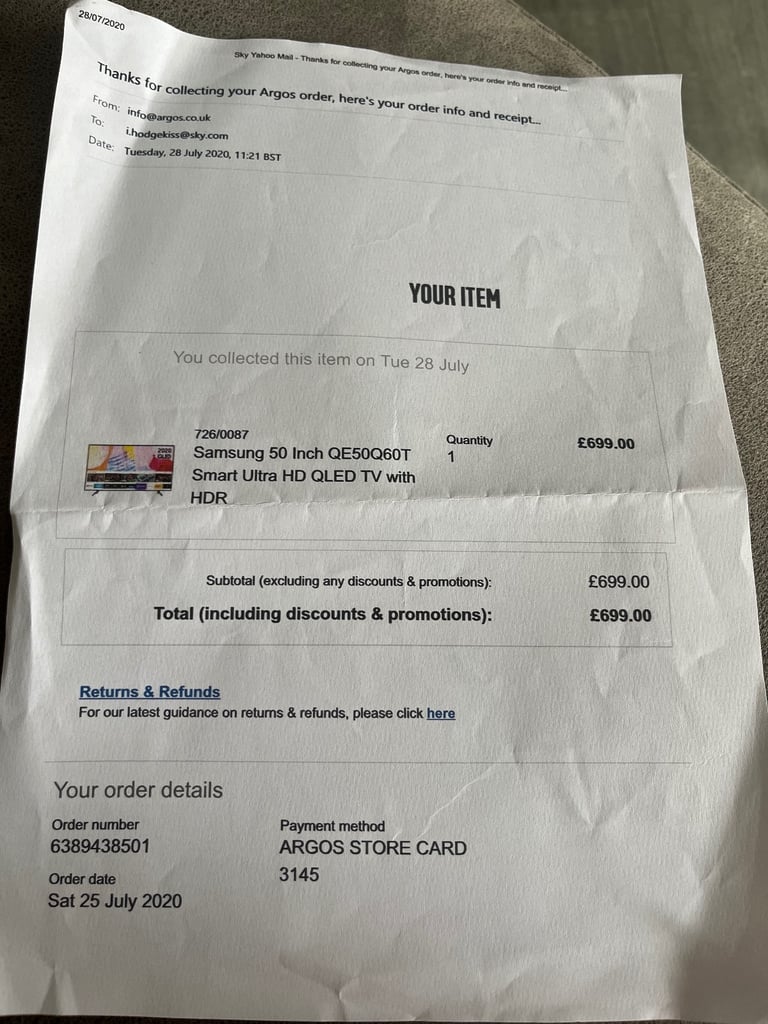 28/07/2020
Sky Yahoo Mail - Thanks for collecting your Argos order, here's your order info and receipt...
Thanks for collecting your Argos order, here's your order info and receipt...
From: info@argos.co.uk
To: i.hodgekiss@sky.com
Date: Tuesday, 28 July 2020, 11:21 BST
YOUR ITEM
You collected this item on Tue 28 July
726/0087
Samsung 50 Inch QE50Q60T
Smart Ultra HD QLED TV with
HDR
Quantity
1
£699.00
2020
QLED
Subtotal (excluding any discounts & promotions): £699.00
Total (including discounts & promotions): £699.00
Returns & Refunds
For our latest guidance on returns & refunds, please click here
Your order details
Order number
6389438501
Order date
Sat 25 July 2020
Payment method
ARGOS STORE CARD
3145